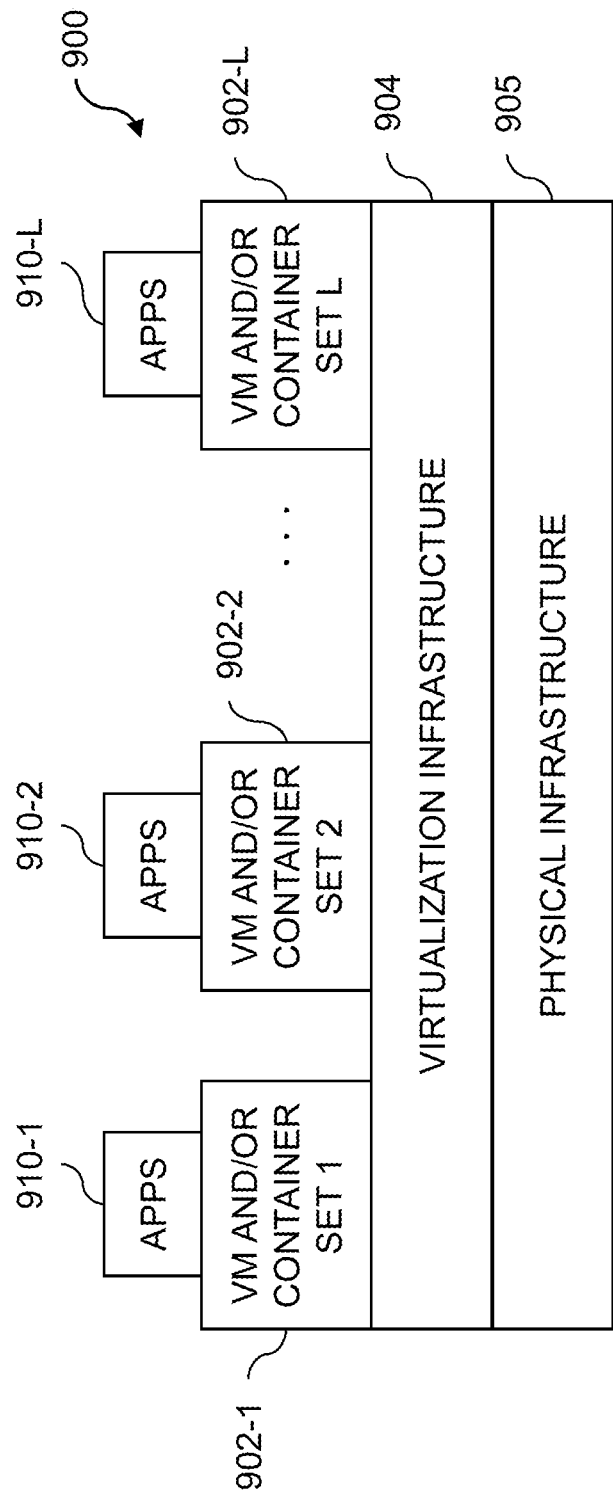 900
910-1
910-2
910-L
APPS
APPS
APPS
902-1
VM AND/OR
CONTAINER
SET 1
VM AND/OR
CONTAINER
SET 2
902-2
. . .
VM AND/OR
CONTAINER
SET L
902-L
VIRTUALIZATION INFRASTRUCTURE
904
PHYSICAL INFRASTRUCTURE
905